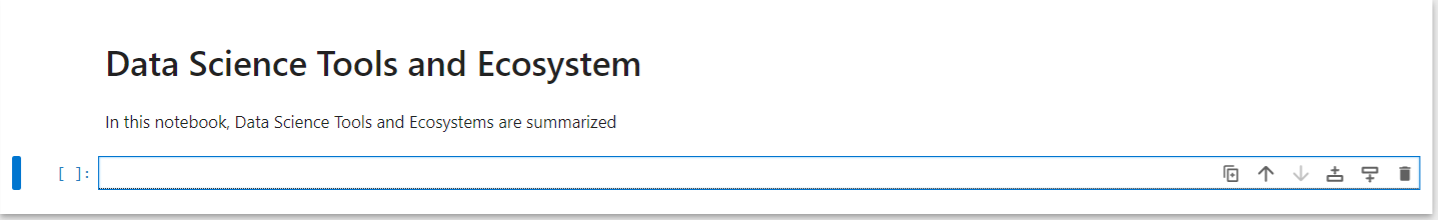 Data Science Tools and Ecosystem
In this notebook, Data Science Tools and Ecosystems are summarized
[ ]: